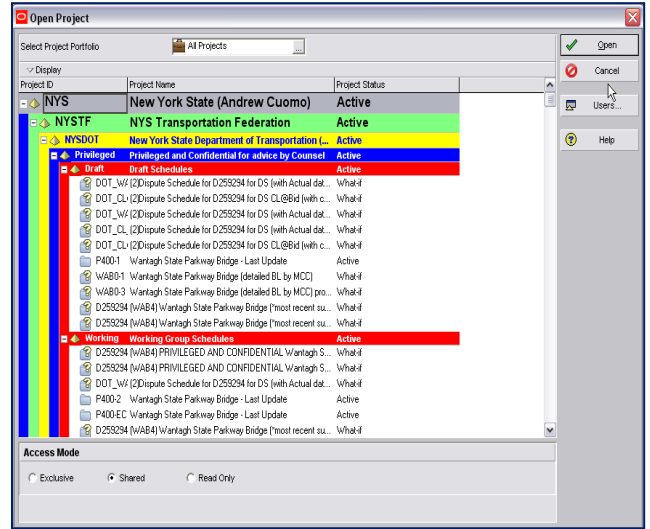 Open Project
Select Project Portfolio All Projects ...
Display
Project ID Project Name Project Status
NYS New York State (Andrew Cuomo) Active
NYSTF NYS Transportation Federation Active
NYSDOT New York State Department of Transportation (... Active
Privileged Privileged and Confidential for advice by Counsel Active
Draft Draft Schedules Active
DOT_WA (2)Dispute Schedule for D259294 for DS (with Actual dat... What-if
DOT_CL( (2)Dispute Schedule for D259294 for DS CL@Bid (with c... What-if
DOT_WA (2)Dispute Schedule for D259294 for DS (with Actual dat... What-if
DOT_CL (2)Dispute Schedule for D259294 for DS CL@Bid (with c... What-if
DOT_CL( (2)Dispute Schedule for D259294 for DS CL@Bid (with c... What-if
P400-1 Wantagh State Parkway Bridge - Last Update Active
WAB0-1 Wantagh State Parkway Bridge (detailed BL by MCC) What-if
WAB0-3 Wantagh State Parkway Bridge (detailed BL by MCC) pro... What-if
D259294 (WAB4) Wantagh State Parkway Bridge ("most recent su... What-if
D259294 (WAB4) Wantagh State Parkway Bridge ("most recent su... What-if
Working Working Group Schedules Active
D259294 (WAB4) PRIVILEGED AND CONFIDENTIAL Wantagh S... What-if
D259294 (WAB4) PRIVILEGED AND CONFIDENTIAL Wantagh S... What-if
DOT_WA (2)Dispute Schedule for D259294 for DS (with Actual dat... What-if
P400-2 Wantagh State Parkway Bridge - Last Update Active
P400-EC Wantagh State Parkway Bridge - Last Update Active
D259294 (WAB4) Wantagh State Parkway Bridge ("most recent su... What-if
Access Mode
Exclusive Shared Read Only
Open
Cancel
Users...
Help